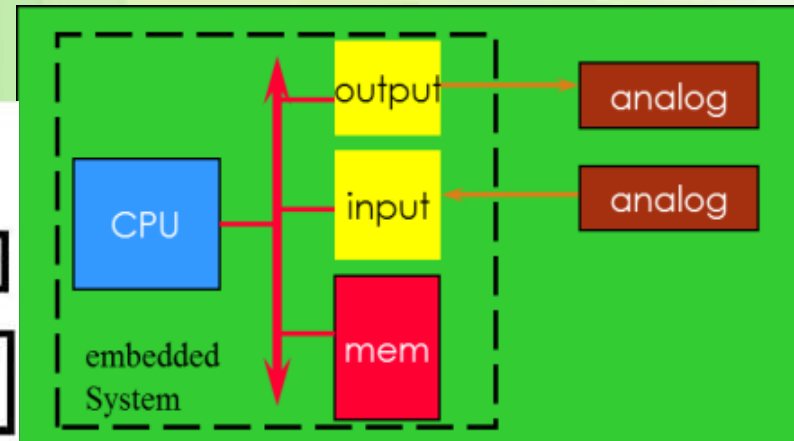 output
analog
input
analog
CPU
mem
embedded
System